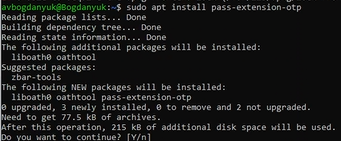 avbogdanyuk@Bogdanyuk:~$ sudo apt install pass-extension-otp
Reading package lists... Done
Building dependency tree... Done
Reading state information... Done
The following additional packages will be installed:
  liboath0 oathtool
Suggested packages:
  zbar-tools
The following NEW packages will be installed:
  liboath0 oathtool pass-extension-otp
0 upgraded, 3 newly installed, 0 to remove and 2 not upgraded.
Need to get 77.5 kB of archives.
After this operation, 215 kB of additional disk space will be used.
Do you want to continue? [Y/n]